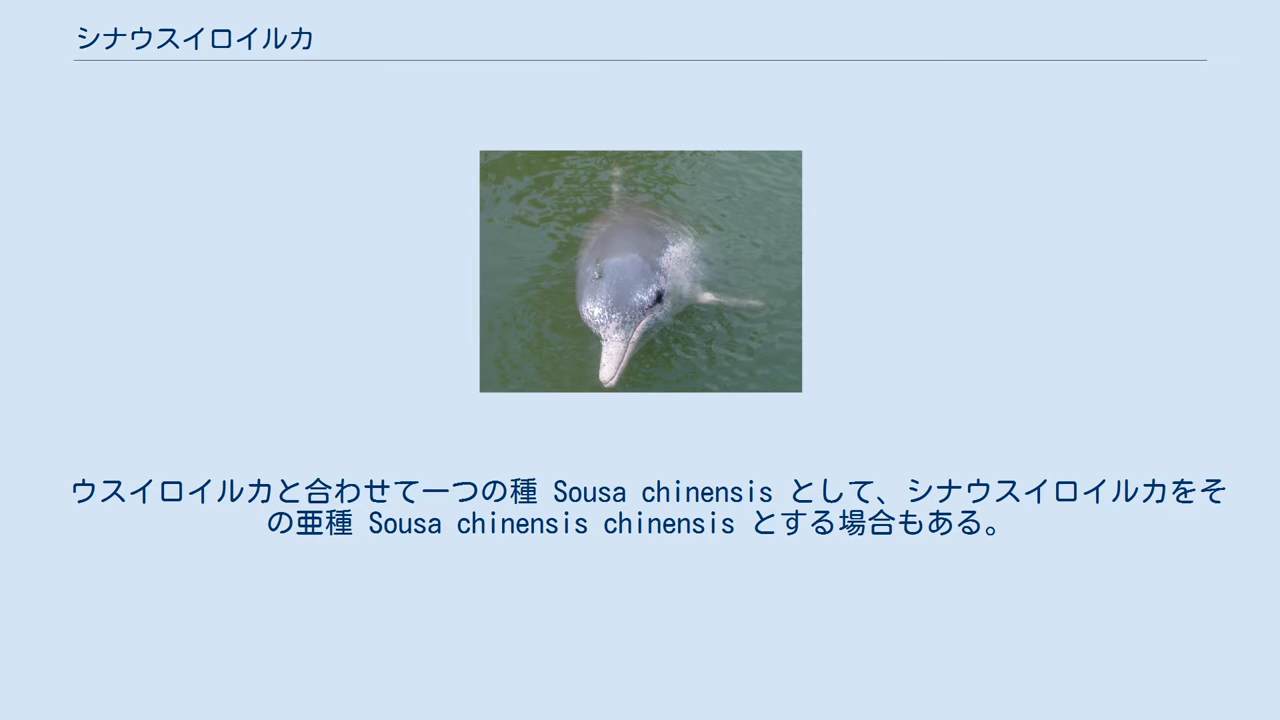 シナウスイロイルカ
ウスイロイルカと合わせて一つの種 Sousa chinensis として、シナウスイロイルカをそ
の亜種 Sousa chinensis chinensis とする場合もある。